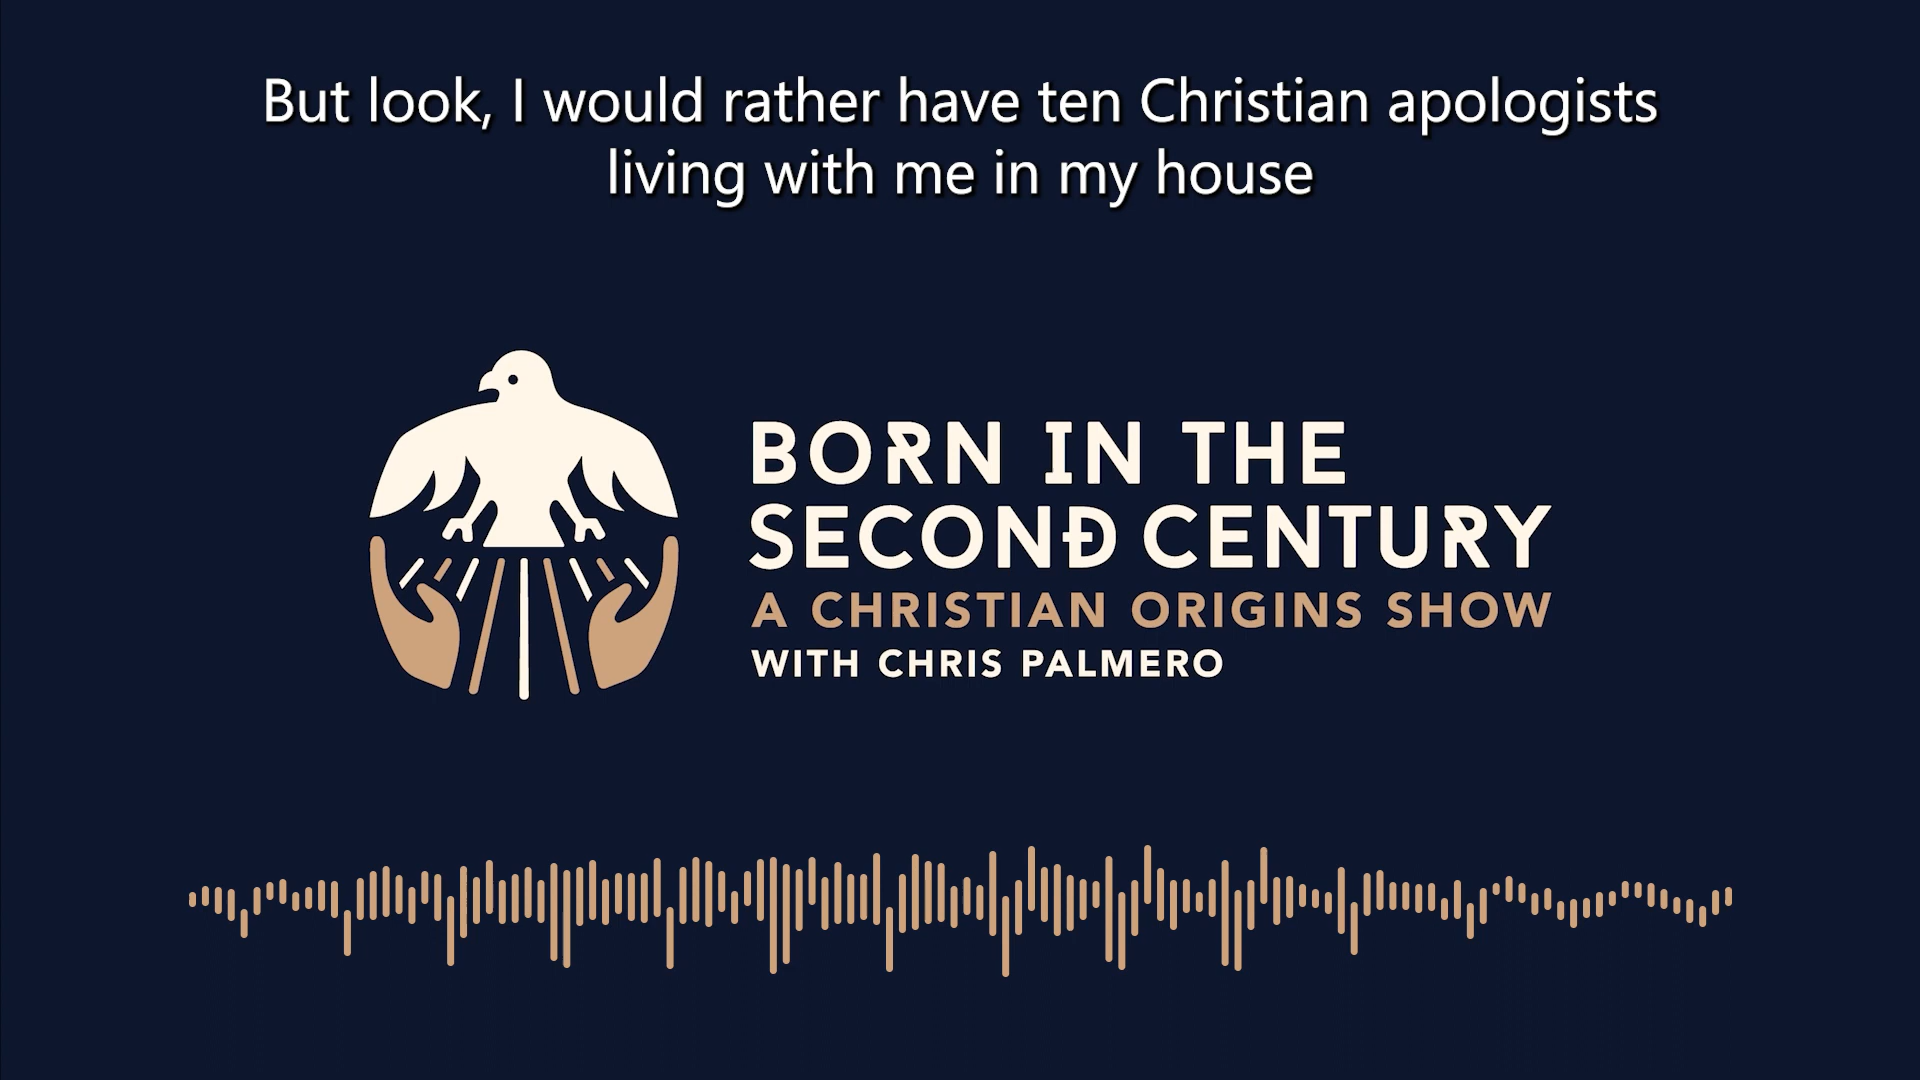 But look, I would rather have ten Christian apologists
living with me in my house
BORN IN THE
SECOND CENTURY
A CHRISTIAN ORIGINS SHOW
WITH CHRIS PALMERO